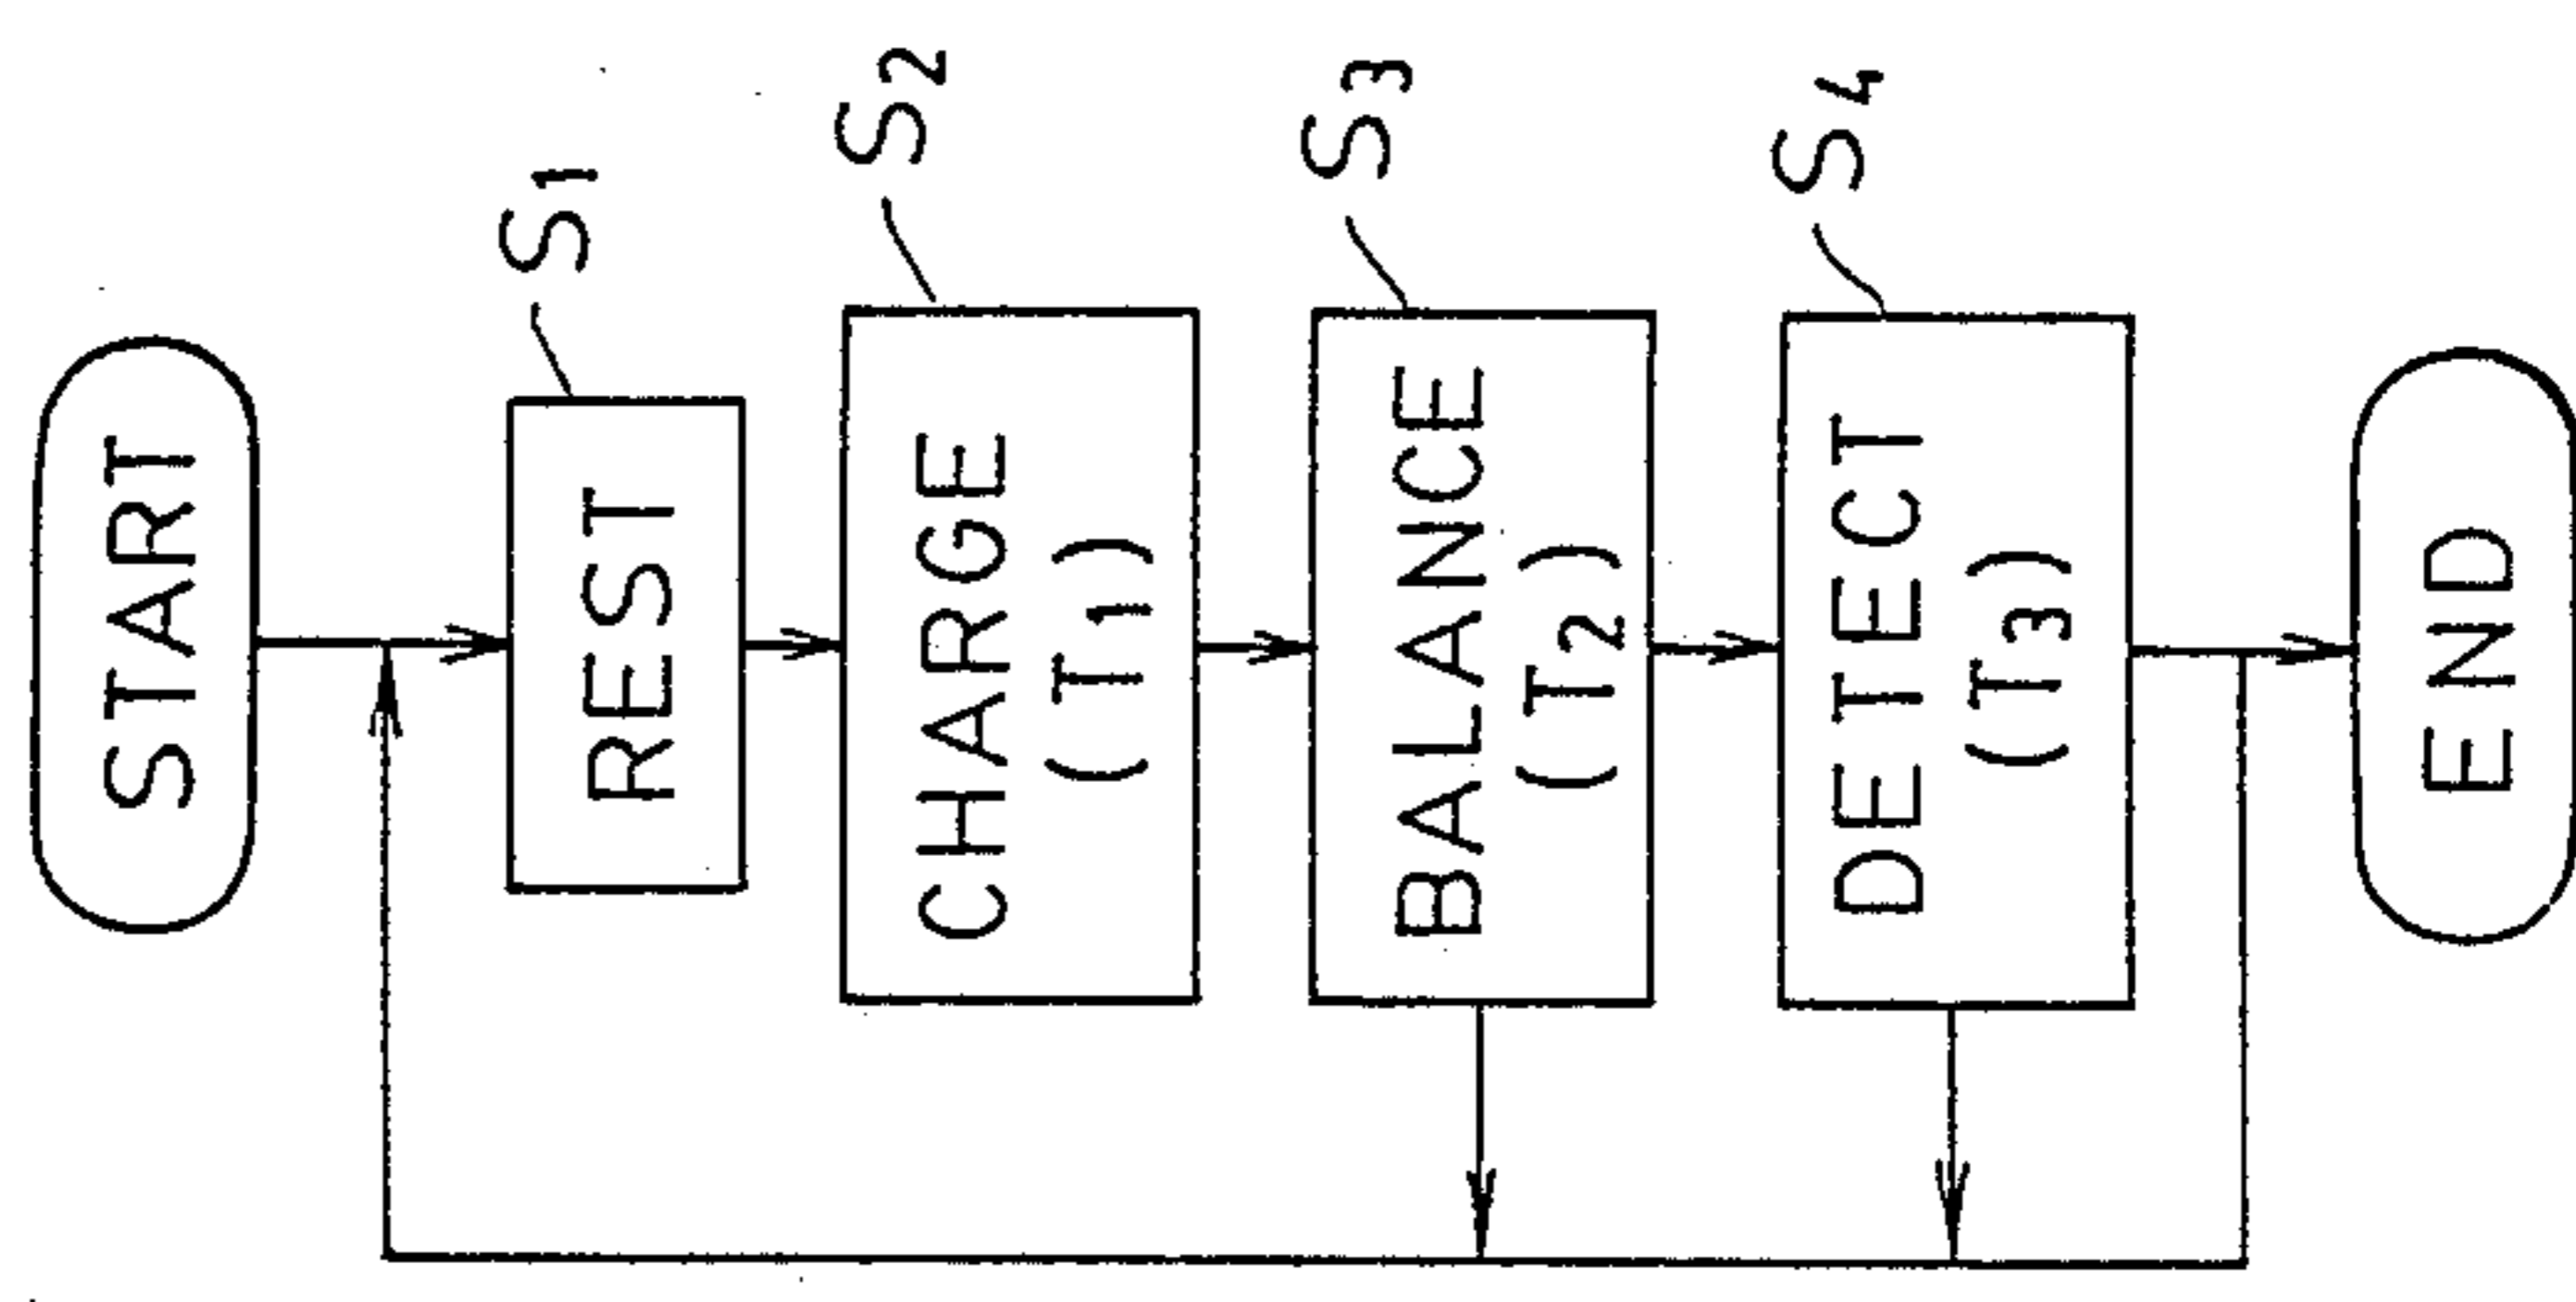 START
S1
REST
S2
CHARGE
(T1)
S3
BALANCE
(T2)
S4
DETECT
(T3)
END